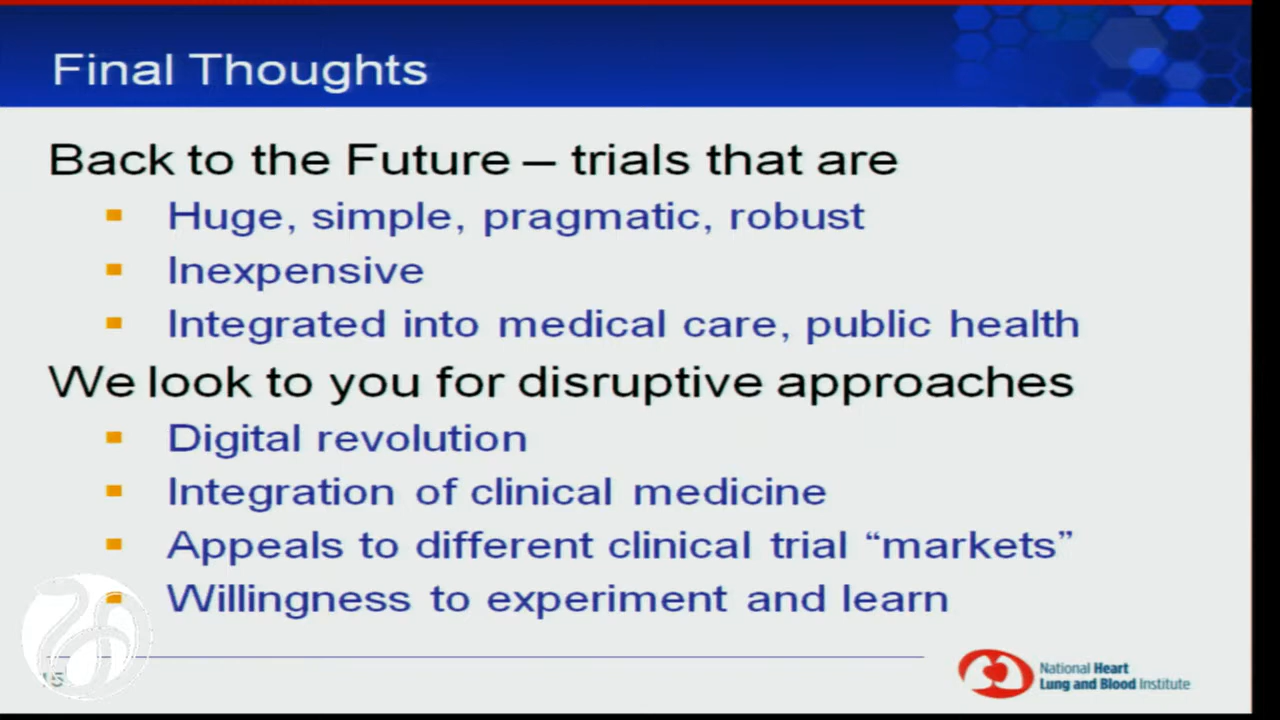 Final Thoughts
Back to the Future – trials that are
Huge, simple, pragmatic, robust
Inexpensive
Integrated into medical care, public health
We look to you for disruptive approaches
Digital revolution
Integration of clinical medicine
Appeals to different clinical trial “markets”
Willingness to experiment and learn
National Heart
Lung and Blood Institute